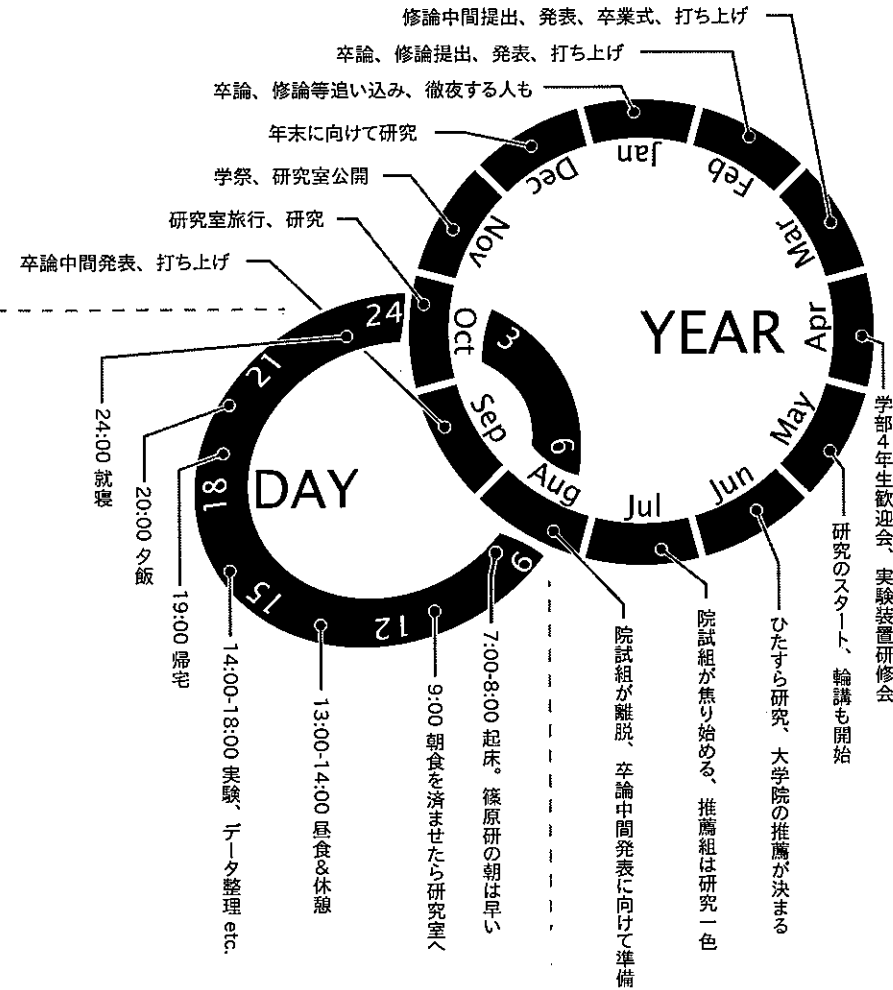 修論中間提出、発表、卒業式、打ち上げ
卒論、修論提出、発表、打ち上げ
卒論、修論等追い込み、徹夜する人も
年末に向けて研究
学祭、研究室公開
研究室旅行、研究
卒論中間発表、打ち上げ
Jan
Feb
Mar
Apr
May
Jun
Jul
Aug
Sep
Oct
Nov
Dec
YEAR
学部4年生歓迎会、実験装置研修会
研究のスタート、輪講も開始
ひたすら研究、大学院の推薦が決まる
院試組が焦り始める、推薦組は研究一色
院試組が離脱、卒論中間発表に向けて準備
DAY
3
6
9
12
15
18
21
24
7:00-8:00 起床。篠原研の朝は早い
9:00 朝食を済ませたら研究室へ
13:00-14:00 昼食&休憩
14:00-18:00 実験、データ整理 etc.
19:00 帰宅
20:00 夕飯
24:00 就寝